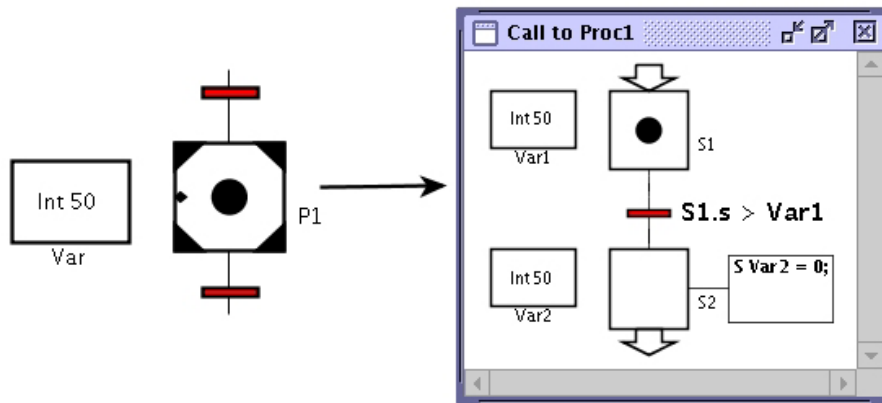 Int 50
Var
P1
Call to Proc1
Int 50
Var1
S1
S1.s > Var1
Int 50
Var2
S2
S Var2 = 0;